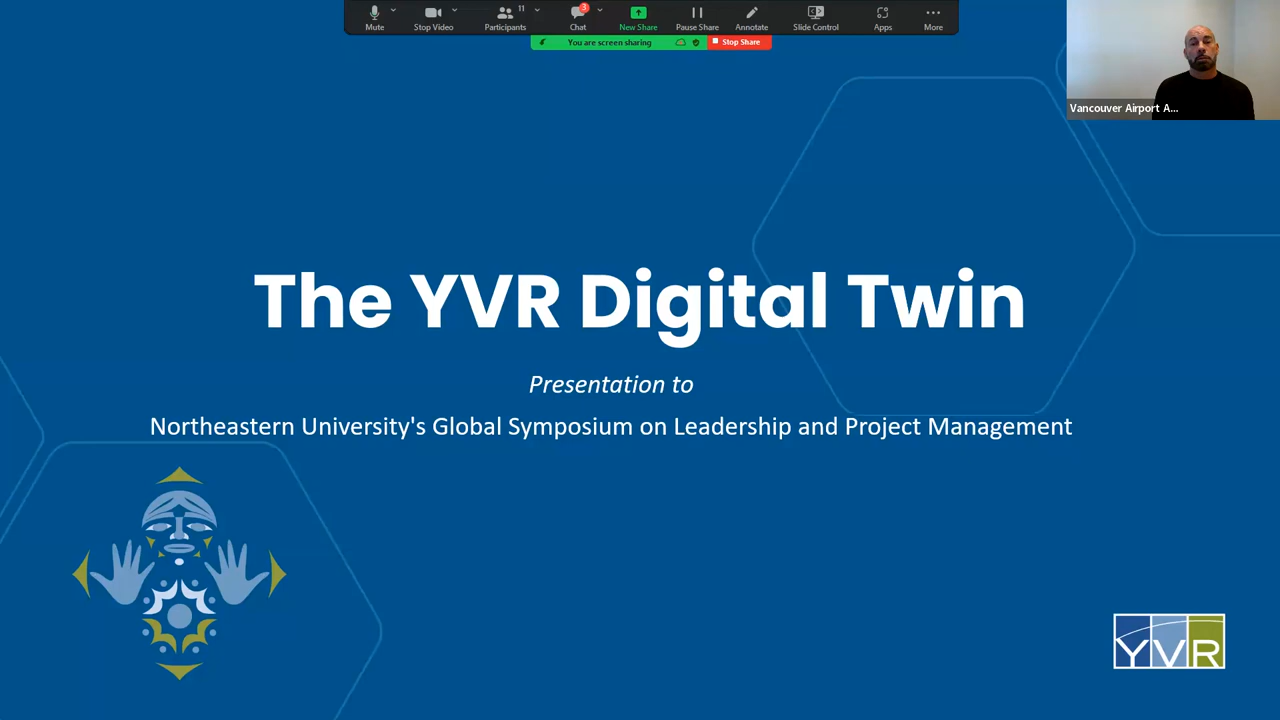 11
3
Mute
Stop Video
Participants
Chat
New Share
Pause Share
Annotate
Slide Control
Apps
More
You are screen sharing
Stop Share
Vancouver Airport A...
The YVR Digital Twin
Presentation to
Northeastern University's Global Symposium on Leadership and Project Management
YVR